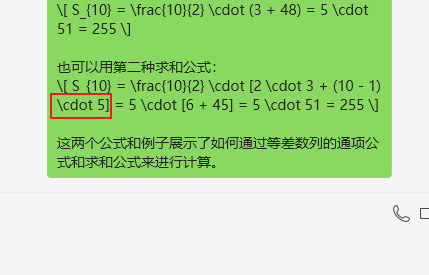 \[ S_{10} = \frac{10}{2} \cdot (3 + 48) = 5 \cdot
51 = 255 \]
也可以用第二种求和公式：
\[ S_{10} = \frac{10}{2} \cdot [2 \cdot 3 + (10 - 1)
\cdot 5] = 5 \cdot [6 + 45] = 5 \cdot 51 = 255 \]
这两个公式和例子展示了如何通过等差数列的通项公
式和求和公式来进行计算。